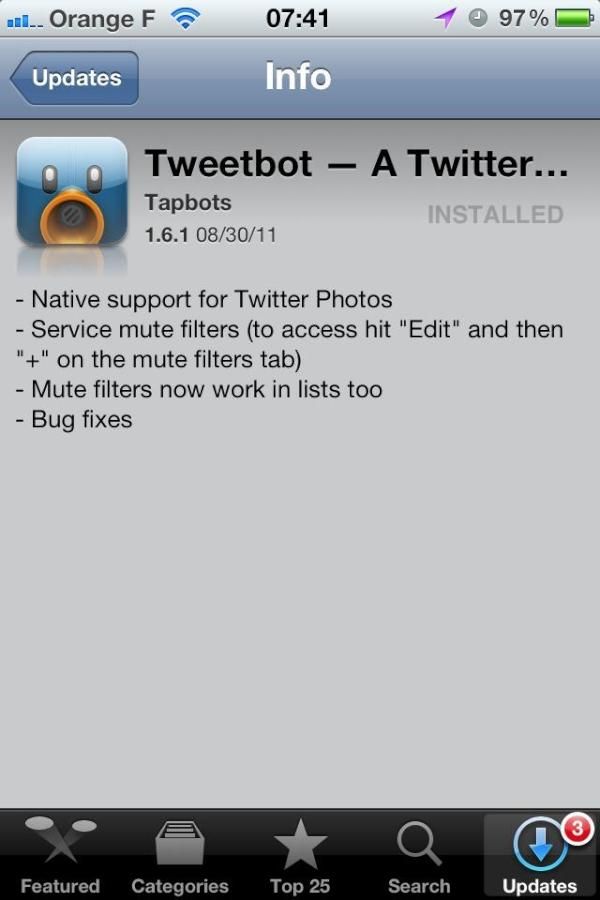 Orange F 07:41 97%
Updates Info
Tweetbot — A Twitter...
Tapbots
INSTALLED
1.6.1 08/30/11
- Native support for Twitter Photos
- Service mute filters (to access hit "Edit" and then
"+" on the mute filters tab)
- Mute filters now work in lists too
- Bug fixes
3
Featured Categories Top 25 Search Updates